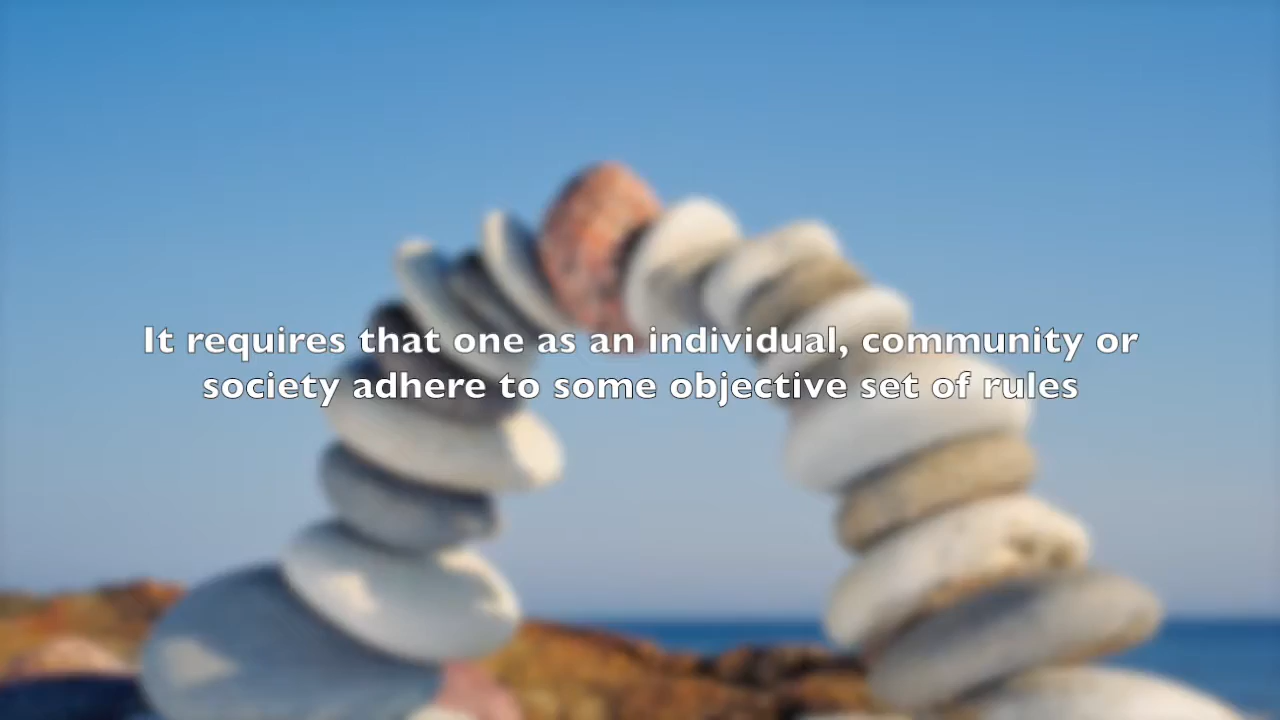 It requires that one as an individual, community or
society adhere to some objective set of rules